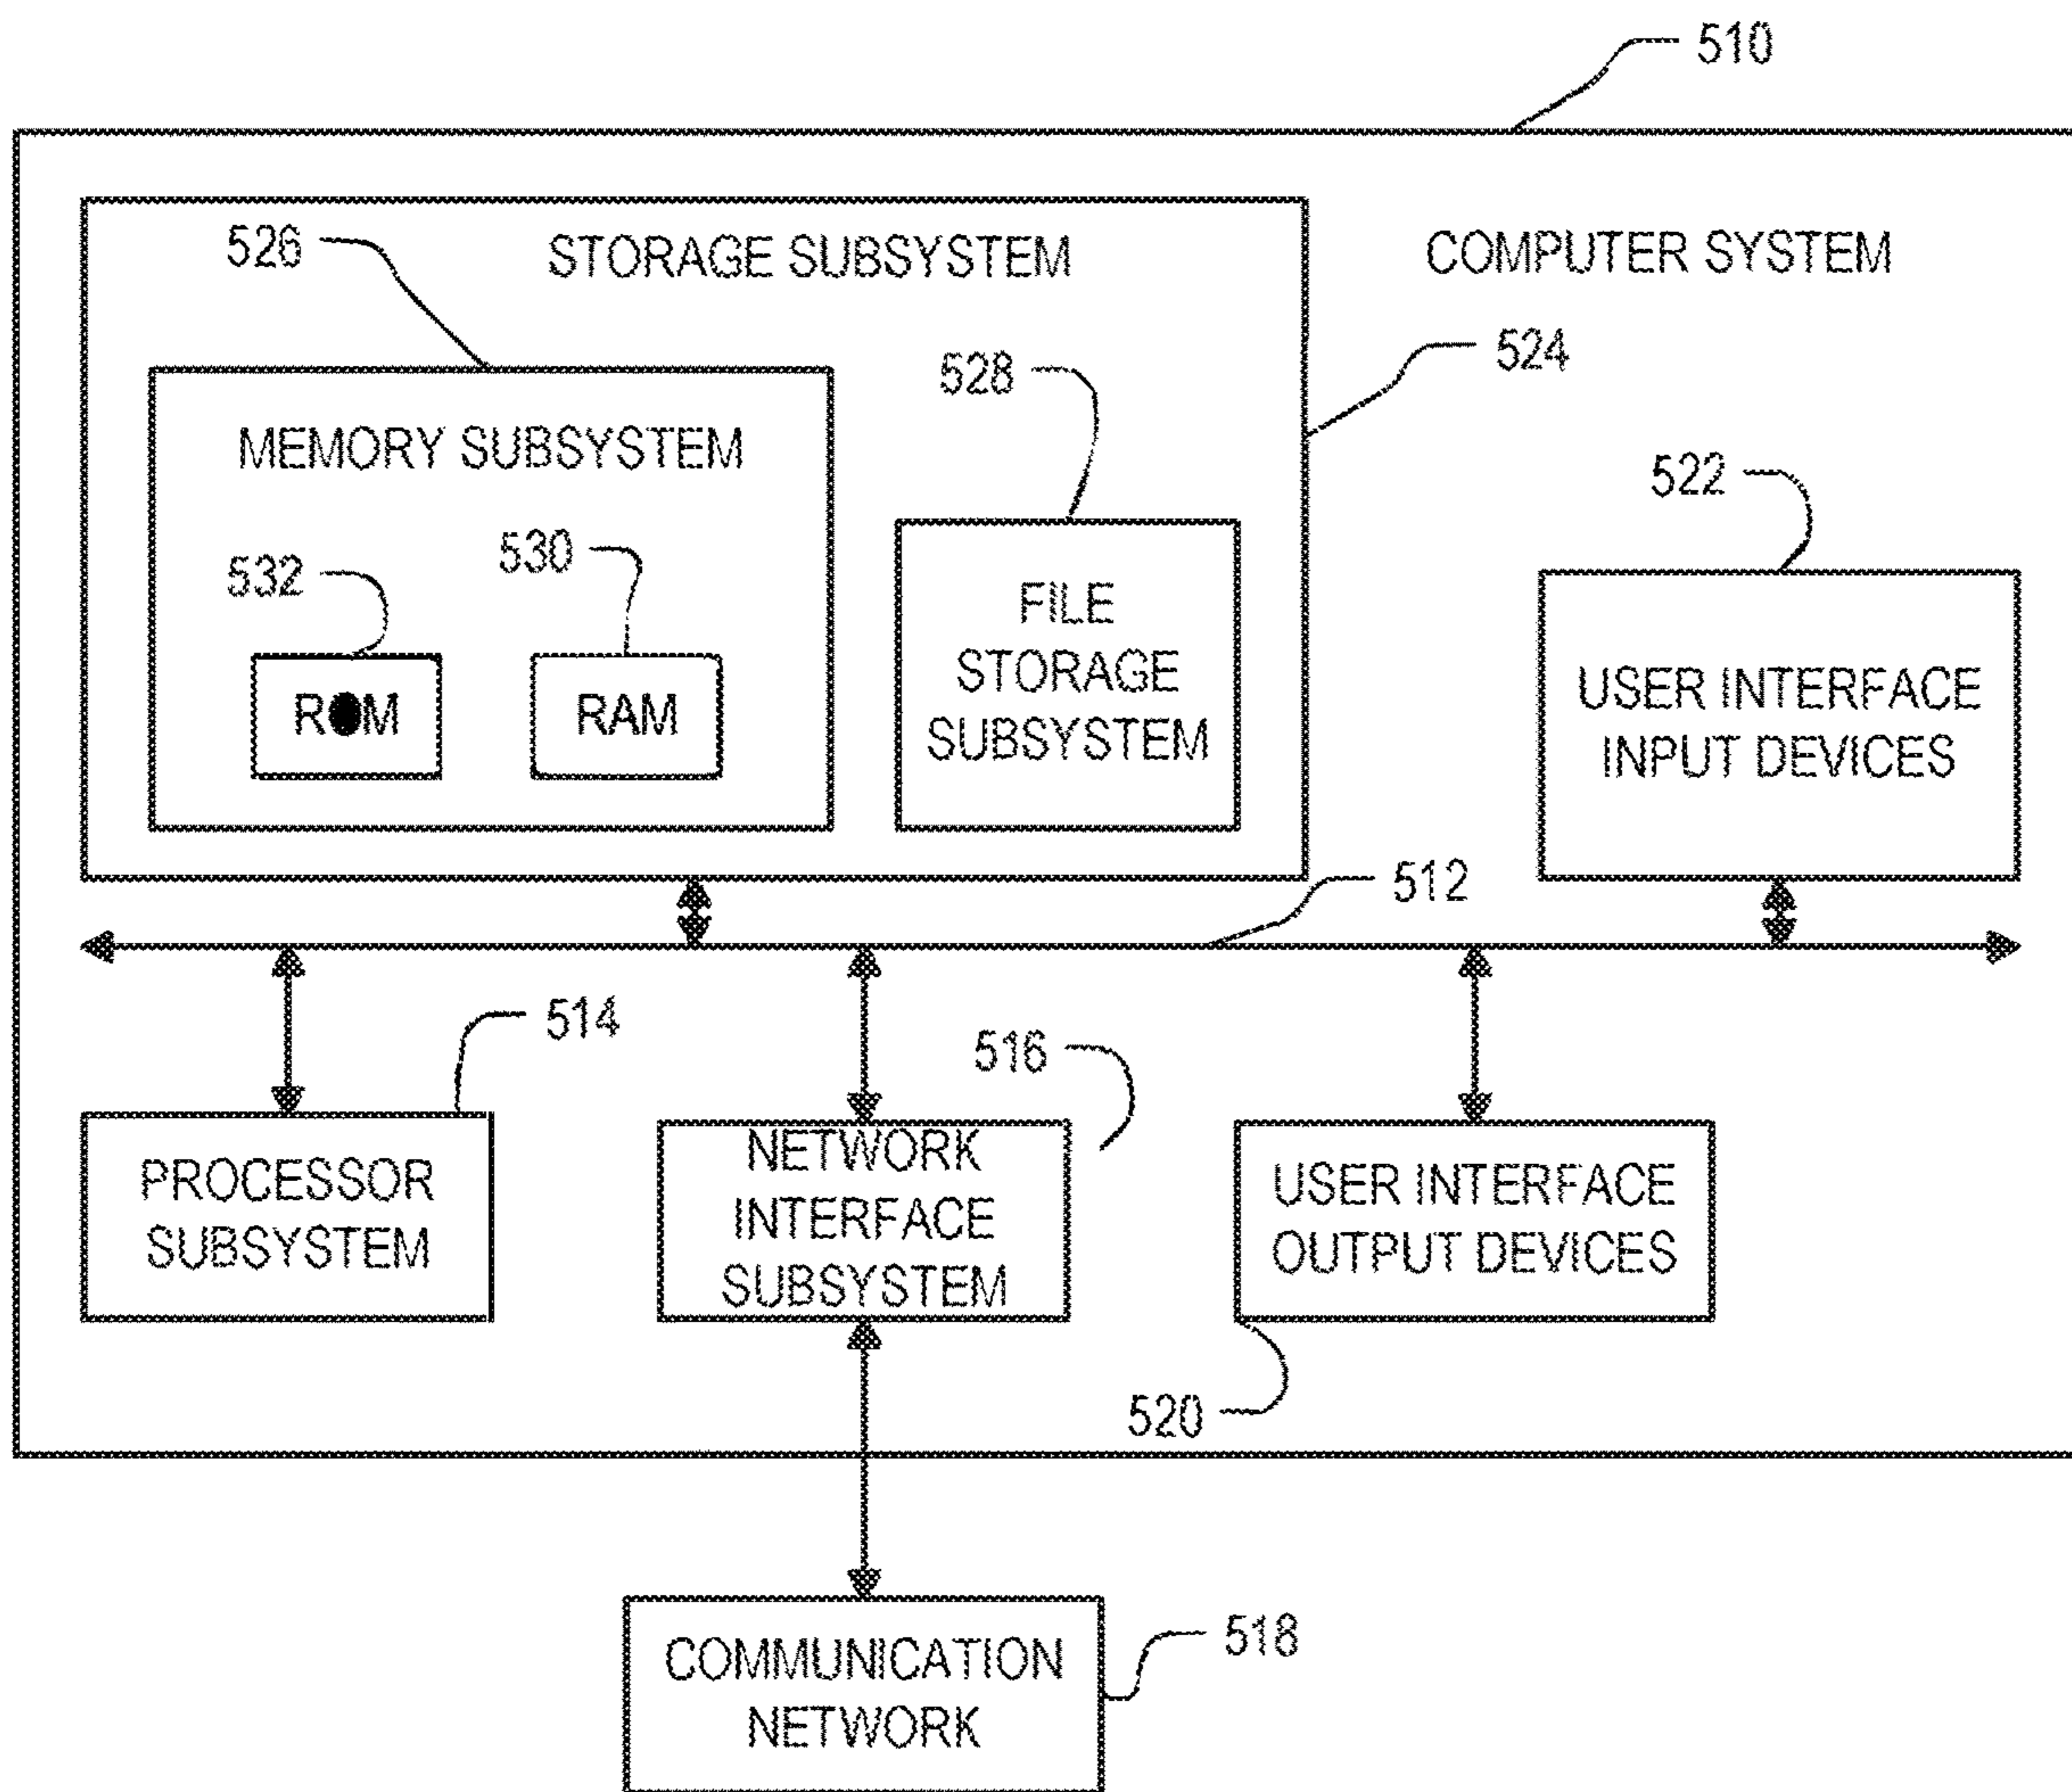 510
STORAGE SUBSYSTEM
COMPUTER SYSTEM
526
524
528
MEMORY SUBSYSTEM
522
530
532
FILE
STORAGE
SUBSYSTEM
RAM
USER INTERFACE
INPUT DEVICES
512
514
516
PROCESSOR
SUBSYSTEM
NETWORK
INTERFACE
SUBSYSTEM
USER INTERFACE
OUTPUT DEVICES
520
COMMUNICATION
NETWORK
518